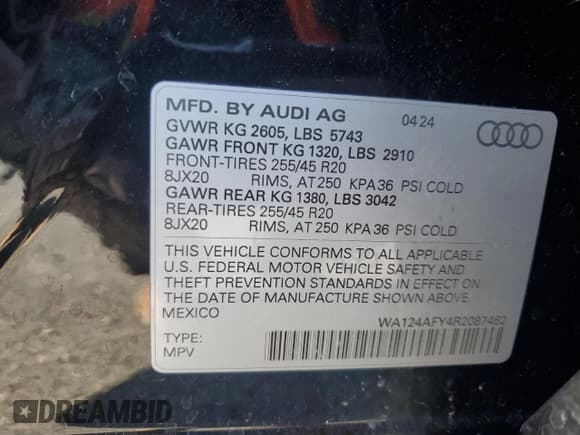 MFD. BY AUDI AG 04 24
GVWR KG 2605, LBS 5743
GAWR FRONT KG 1320, LBS 2910
FRONT-TIRES 255/45 R20
8JX20 RIMS, AT 250 KPA 36 PSI COLD
GAWR REAR KG 1380, LBS 3042
REAR-TIRES 255/45 R20
8JX20 RIMS, AT 250 KPA 36 PSI COLD
THIS VEHICLE CONFORMS TO ALL APPLICABLE
U.S. FEDERAL MOTOR VEHICLE SAFETY AND
THEFT PREVENTION STANDARDS IN EFFECT ON
THE DATE OF MANUFACTURE SHOWN ABOVE.
MEXICO
WA124AFY4R2087462
TYPE:
MPV
DREAMBID